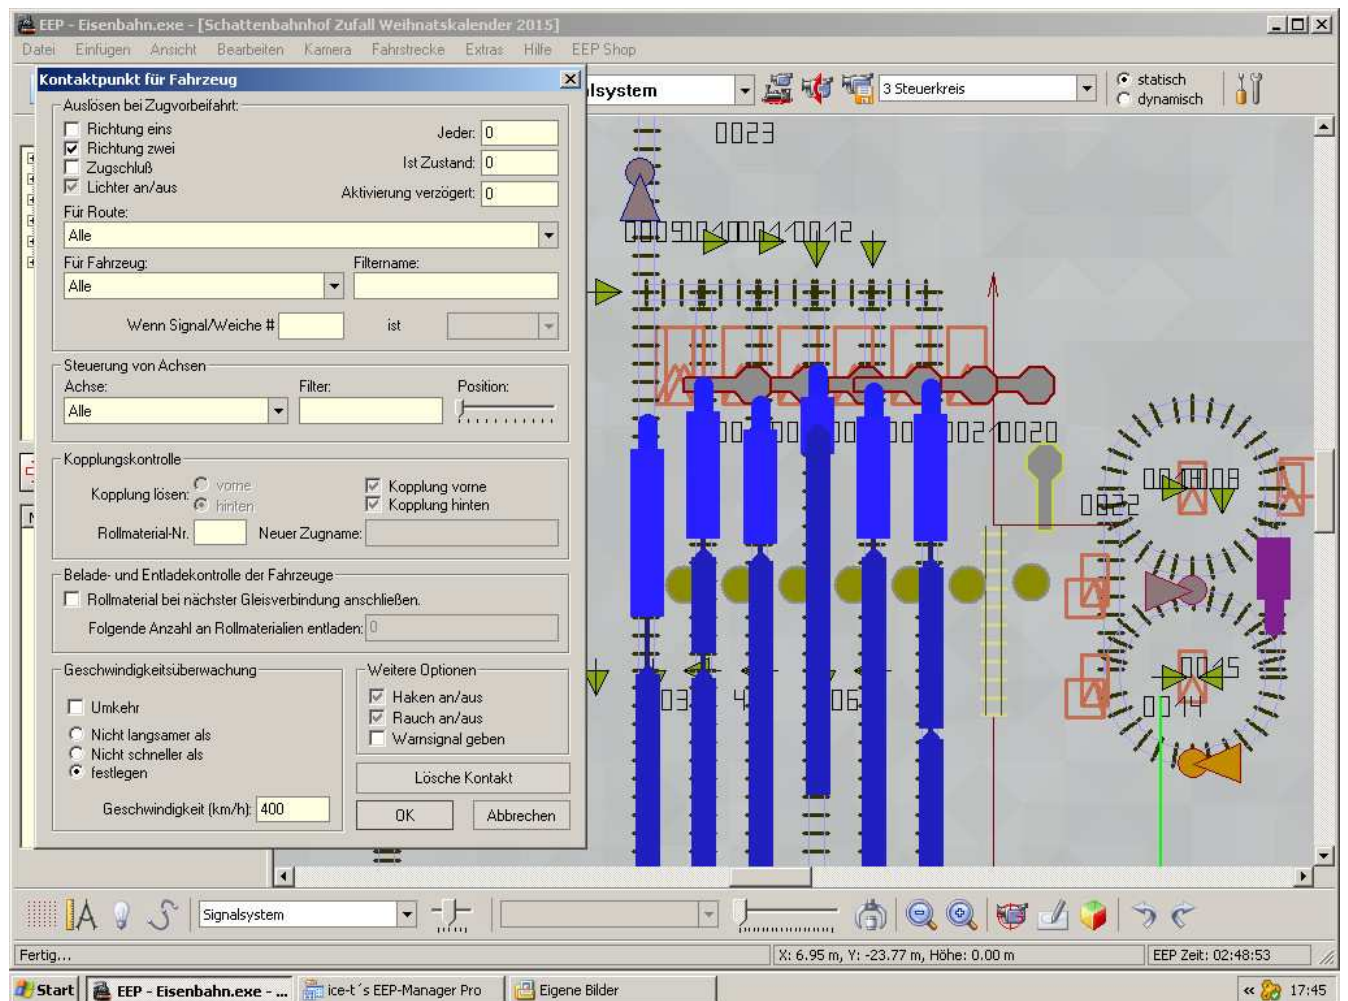 EEP - Eisenbahn.exe - [Schattenbahnhof Zufall Weihnatskalender 2015]
Datei Einfügen Ansicht Bearbeiten Kamera Fahrstrecke Extras Hilfe EEP Shop
Kontaktpunkt für Fahrzeug
3 Steuerkreis
statisch
dynamisch
Auslösen bei Zugvorbeifahrt:
Richtung eins
Jeder: 0
Richtung zwei
Zugschluß
Ist Zustand: 0
Lichter an/aus
Aktivierung verzögert: 0
Für Route:
Alle
Für Fahrzeug: Filtername:
Alle
Wenn Signal/Weiche # ist
Steuerung von Achsen
Achse: Filter: Position:
Alle
Kopplungskontrolle
Kopplung lösen: vorne
hinten
Kopplung vorne
Kopplung hinten
Rollmaterial-Nr. Neuer Zugname:
Belade- und Entladekontrolle der Fahrzeuge
Rollmaterial bei nächster Gleisverbindung anschließen.
Folgende Anzahl an Rollmaterialien entladen: 0
Geschwindigkeitsüberwachung
Umkehr
Nicht langsamer als
Nicht schneller als
festlegen
Geschwindigkeit (km/h): 400
Weitere Optionen
Haken an/aus
Rauch an/aus
Warnsignal geben
Lösche Kontakt
OK Abbrechen
0023
0012
0020
0022
0015
0014
Signalsystem
Fertig...
X: 6.95 m, Y: -23.77 m, Höhe: 0.00 m
EEP Zeit: 02:48:53
Start EEP - Eisenbahn.exe - ... ice-t´s EEP-Manager Pro Eigene Bilder « 17:45